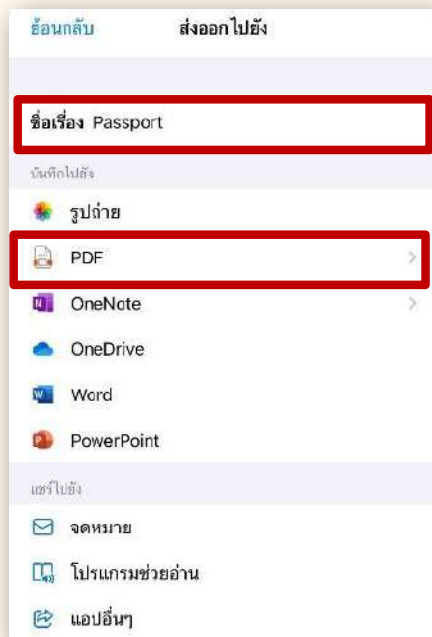 ย้อนกลับ ส่งออกไปยัง
ชื่อเรื่อง Passport
บันทึกไปยัง
รูปถ่าย
PDF
OneNote
OneDrive
Word
PowerPoint
แชร์ไปยัง
จดหมาย
โปรแกรมช่วยอ่าน
แอปอื่นๆ